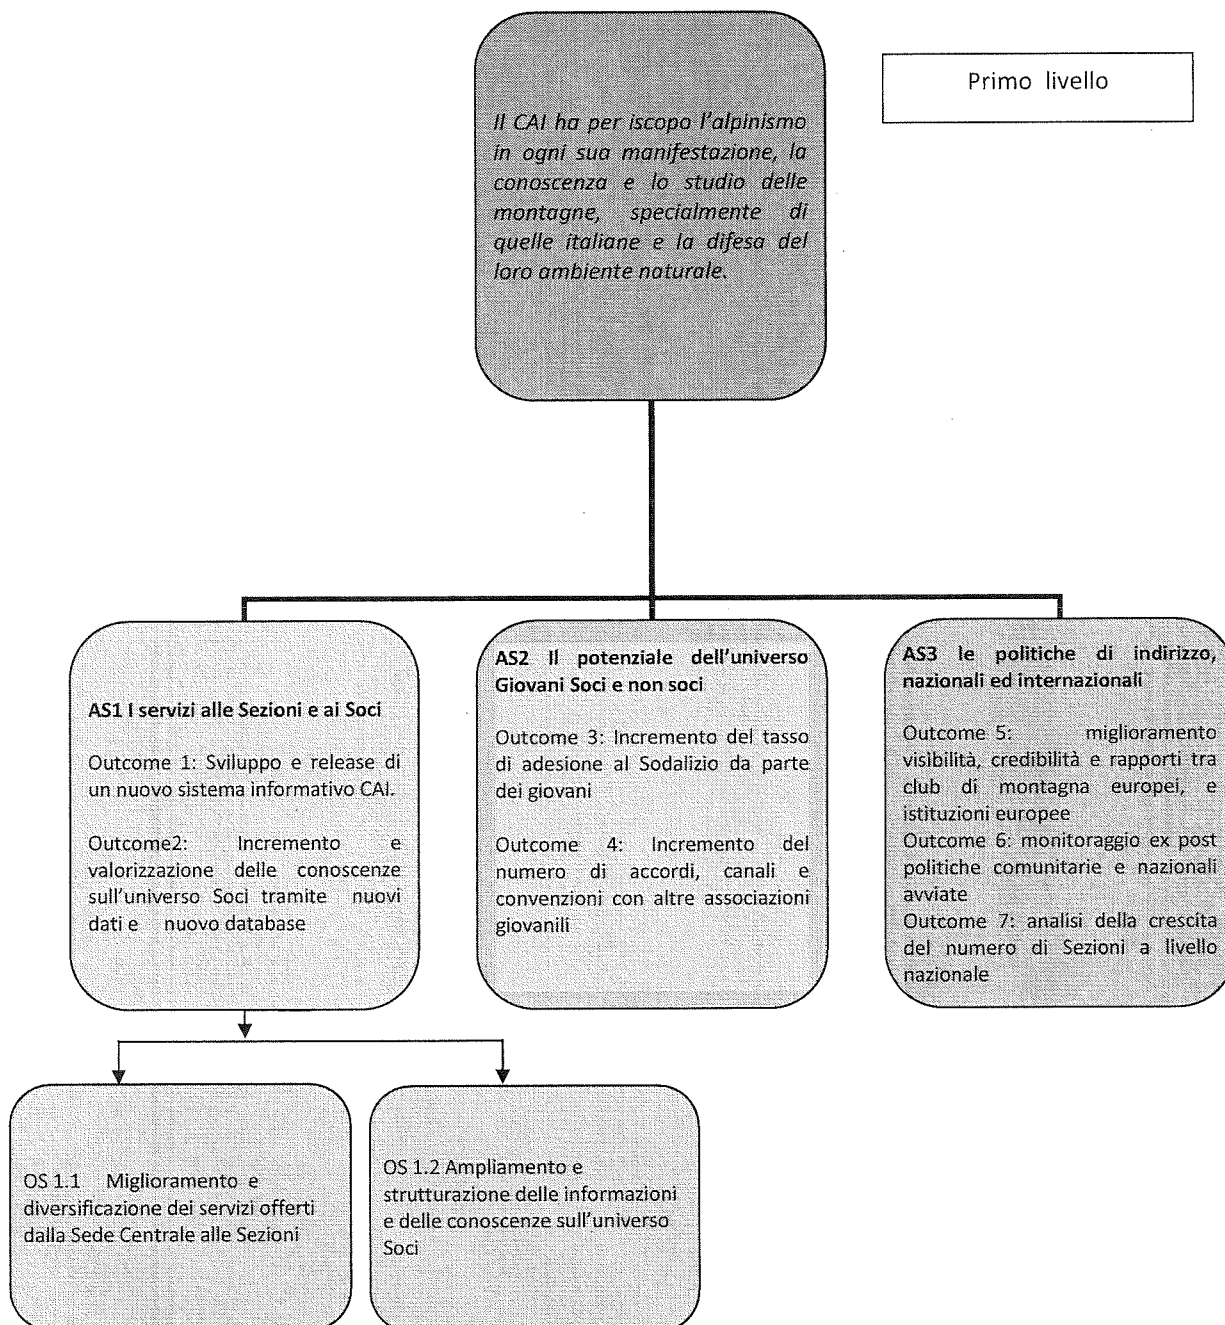 Primo livello
Il CAI ha per iscopo l'alpinismo
in ogni sua manifestazione, la
conoscenza e lo studio delle
montagne, specialmente di
quelle italiane e la difesa del
loro ambiente naturale.
AS1 I servizi alle Sezioni e ai Soci
Outcome 1: Sviluppo e release di
un nuovo sistema informativo CAI.
Outcome2: Incremento e
valorizzazione delle conoscenze
sull'universo Soci tramite nuovi
dati e nuovo database
AS2 Il potenziale dell'universo
Giovani Soci e non soci
Outcome 3: Incremento del tasso
di adesione al Sodalizio da parte
dei giovani
Outcome 4: Incremento del
numero di accordi, canali e
convenzioni con altre associazioni
giovanili
AS3 le politiche di indirizzo,
nazionali ed internazionali
Outcome 5: miglioramento
visibilità, credibilità e rapporti tra
club di montagna europei, e
istituzioni europee
Outcome 6: monitoraggio ex post
politiche comunitarie e nazionali
avviate
Outcome 7: analisi della crescita
del numero di Sezioni a livello
nazionale
OS 1.1 Miglioramento e
diversificazione dei servizi offerti
dalla Sede Centrale alle Sezioni
OS 1.2 Ampliamento e
strutturazione delle informazioni
e delle conoscenze sull'universo
Soci